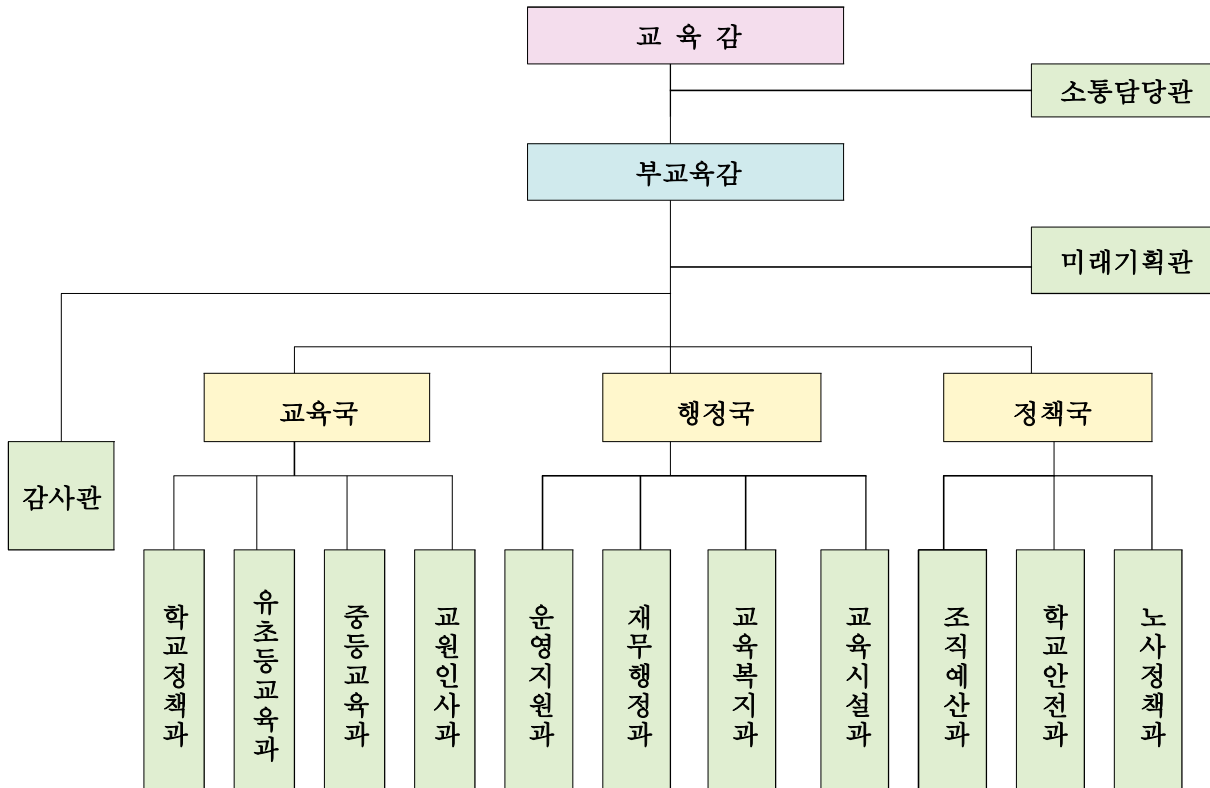 교 육 감
소통담당관
부교육감
미래기획관
교육국
행정국
정책국
감사관
학교정책과
유초등교육과
중등교육과
교원인사과
운영지원과
재무행정과
교육복지과
교육시설과
조직예산과
학교안전과
노사정책과